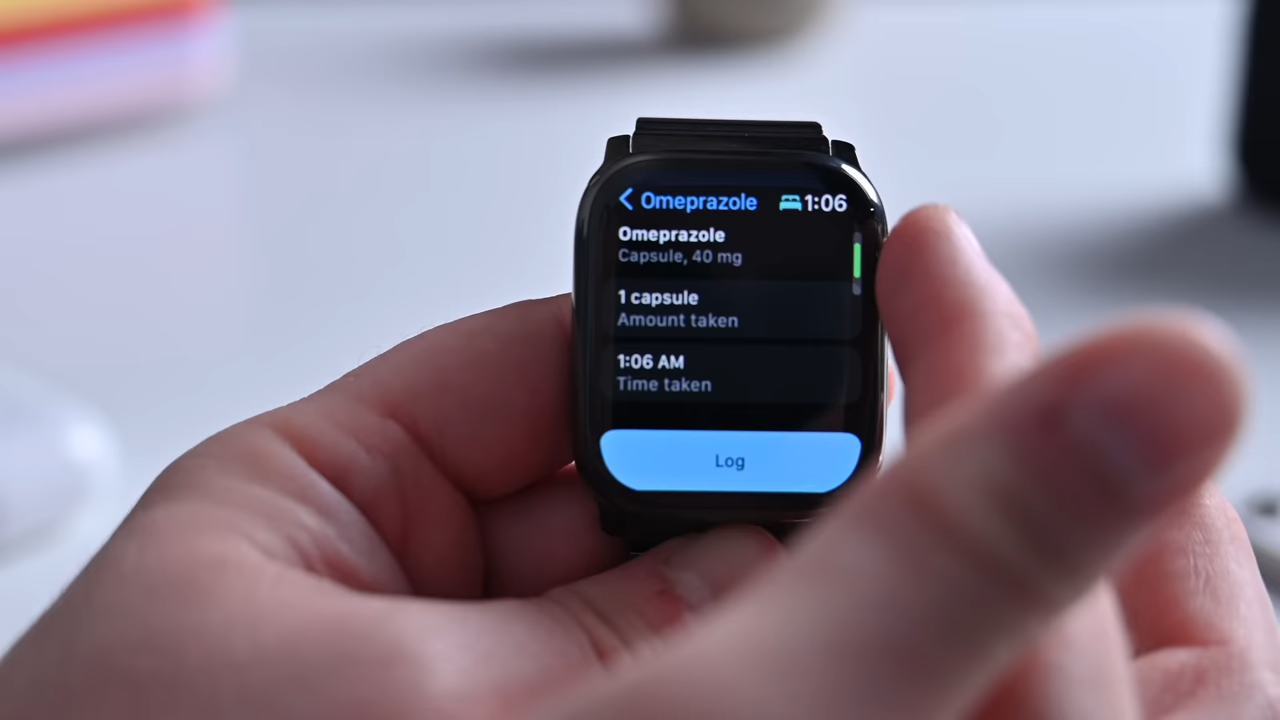 Omeprazole 1:06
Omeprazole
Capsule, 40 mg
1 capsule
Amount taken
1:06 AM
Time taken
Log